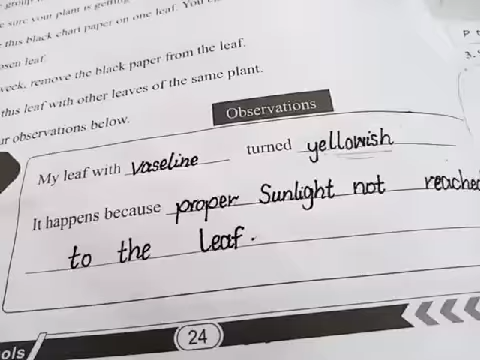 sure your plant is getting
this black chart paper on one leaf. You
sen leaf.
week, remove the black paper from the leaf.
this leaf with other leaves of the same plant.
ur observations below.
Observations
My leaf with vaseline turned yellowish
It happens because proper Sunlight not reached
to the leaf.
24
ols
P t
3.